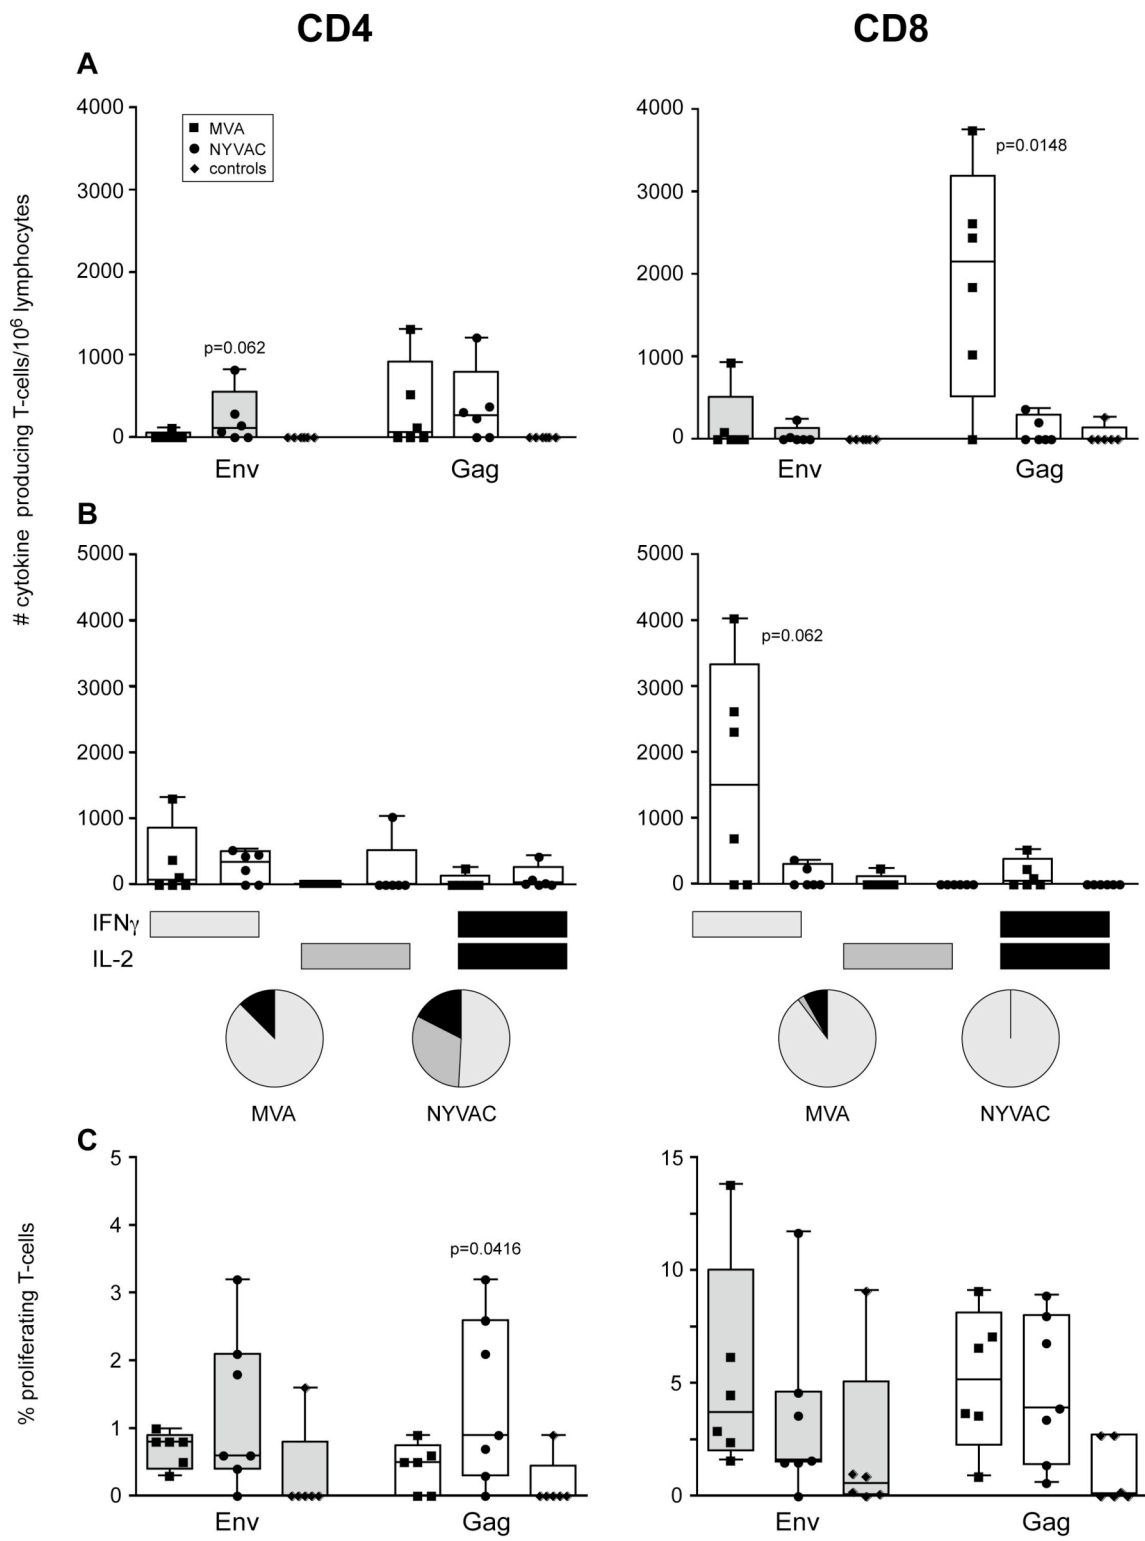 CD4 CD8
A
# cytokine producing T-cells/10⁶ lymphocytes
4000
3000
2000
1000
0
MVA
NYVAC
controls
p=0.062
Env Gag
4000
3000
2000
1000
0
p=0.0148
Env Gag
B
5000
4000
3000
2000
1000
0
5000
4000
3000
2000
1000
0
p=0.062
IFNγ
IL-2
MVA NYVAC MVA NYVAC
C
% proliferating T-cells
5
4
3
2
1
0
p=0.0416
Env Gag
15
10
5
0
Env Gag